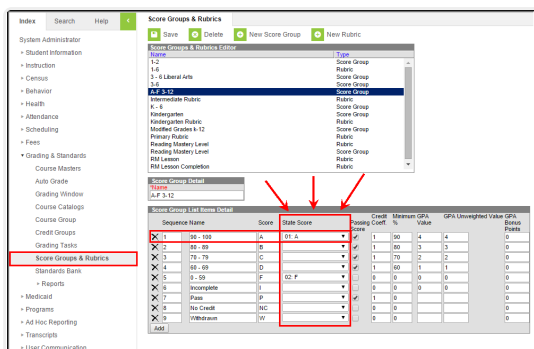 Index Search Help
System Administrator
Student Information
Instruction
Census
Behavior
Health
Attendance
Scheduling
Fees
Grading & Standards
Course Masters
Auto Grade
Grading Window
Course Catalogs
Course Group
Credit Groups
Grading Tasks
Score Groups & Rubrics
Standards Bank
Reports
Medicaid
Programs
Ad Hoc Reporting
Transcripts
User Communication
Score Groups & Rubrics
Save Delete New Score Group New Rubric
Score Groups & Rubrics Editor
Name Type
1-2 Score Group
1-6 Rubric
3 - 6 Liberal Arts Score Group
3-6 Score Group
A-F 3-12 Score Group
Intermediate Rubric Rubric
K - 6 Score Group
Kindergarten Score Group
Kindergarten Rubric Rubric
Modified Grades k-12 Score Group
Primary Rubric Rubric
Reading Mastery Level Score Group
Reading Mastery Level Score Group
RM Lesson Rubric
RM Lesson Completion Score Group
Score Group Detail
*Name
A-F 3-12
Score Group List Items Detail
Sequence Name Score State Score Passing Score Credit Coeff. Minimum % GPA Value GPA Unweighted Value GPA Bonus Points
X 1 90 - 100 A 01: A 1 90 4 4 0
X 2 80 - 89 B 1 80 3 3 0
X 3 70 - 79 C 1 70 2 2 0
X 4 60 - 69 D 1 60 1 1 0
X 5 0 - 59 F 02: F 0 0 0 0 0
X 6 Incomplete I 0 0 0 0 0
X 7 Pass P 1 0 0
X 8 No Credit NC 0 0 0
X 9 Withdrawn W 0 0 0
Add